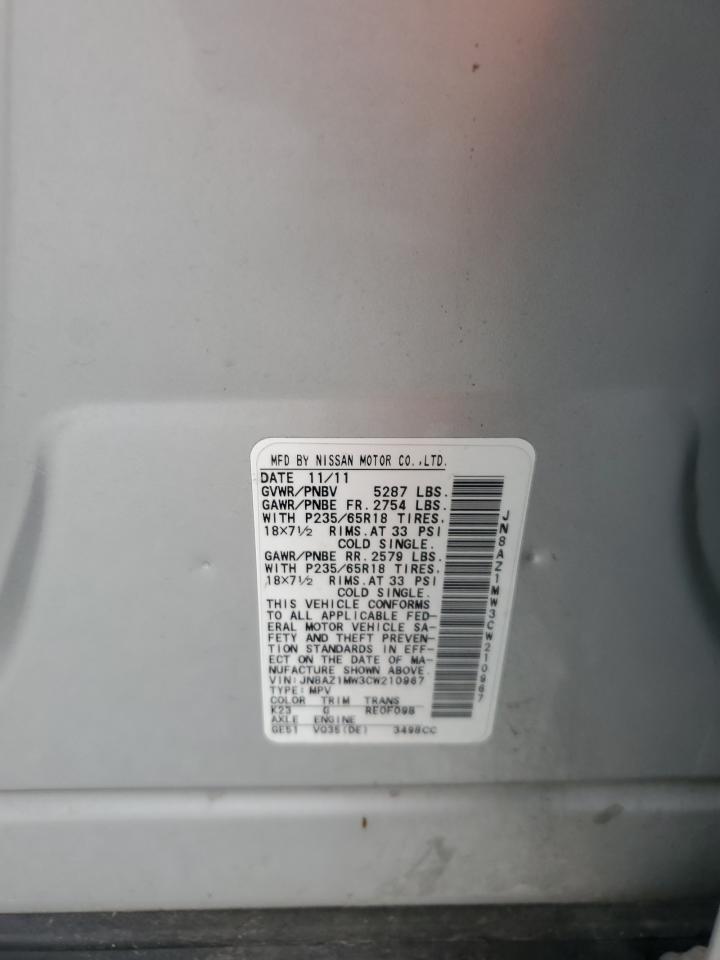 MFD BY NISSAN MOTOR CO.,LTD.
DATE 11/11
GVWR/PNBV 5287 LBS.
GAWR/PNBE FR. 2754 LBS.
WITH P235/65R18 TIRES,
18×7½ RIMS.AT 33 PSI
COLD SINGLE.
GAWR/PNBE RR. 2579 LBS.
WITH P235/65R18 TIRES.
18×7½ RIMS.AT 33 PSI
COLD SINGLE.
THIS VEHICLE CONFORMS
TO ALL APPLICABLE FED-
ERAL MOTOR VEHICLE SA-
FETY AND THEFT PREVEN-
TION STANDARDS IN EFF-
ECT ON THE DATE OF MA-
NUFACTURE SHOWN ABOVE.
VIN: JN8AZ1MW3CW210967
TYPE: MPV
COLOR TRIM TRANS
K23 G RE0F09B
AXLE ENGINE
GE51 VQ35(DE) 3498CC
JN8AZ1MW3CW210967